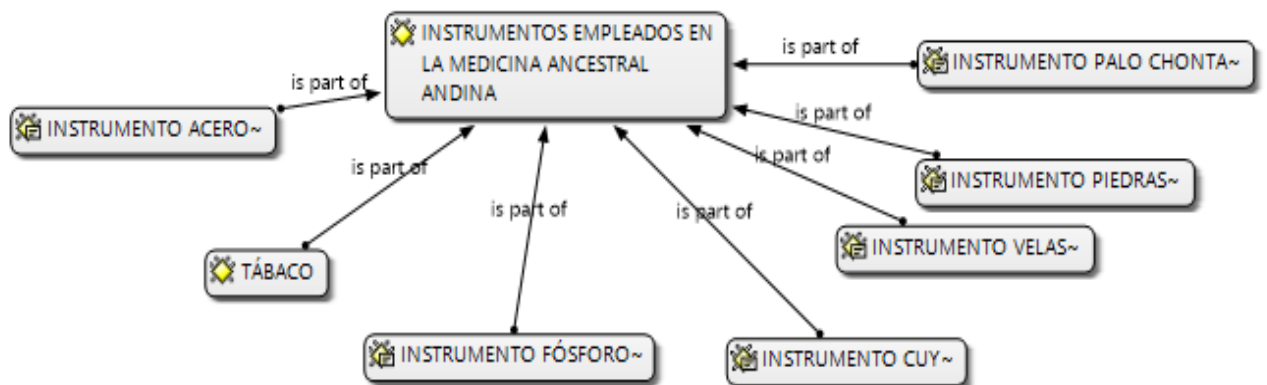 INSTRUMENTOS EMPLEADOS EN
LA MEDICINA ANCESTRAL
ANDINA
is part of
INSTRUMENTO PALO CHONTA~
is part of
INSTRUMENTO ACERO~
is part of
INSTRUMENTO PIEDRAS~
is part of
INSTRUMENTO VELAS~
is part of
TÁBACO
is part of
INSTRUMENTO FÓSFORO~
is part of
INSTRUMENTO CUY~